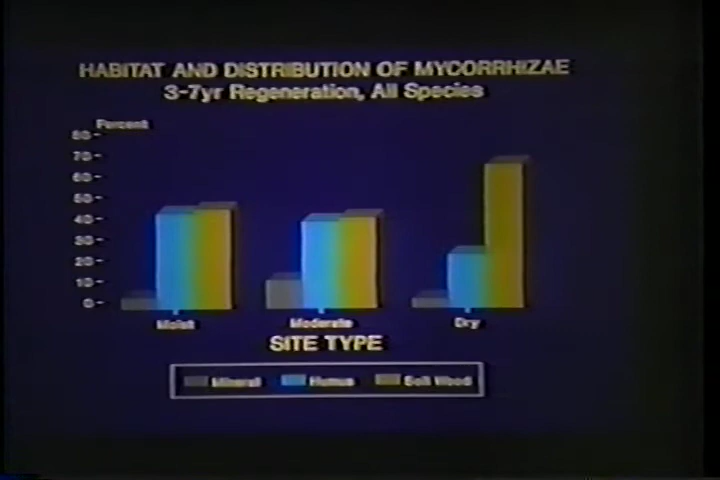 HABITAT AND DISTRIBUTION OF MYCORRHIZAE
3-7yr Regeneration, All Species
Percent
80
70
60
50
40
30
20
10
0
Moist Moderate Dry
SITE TYPE
Mineral Humus Soil Wood